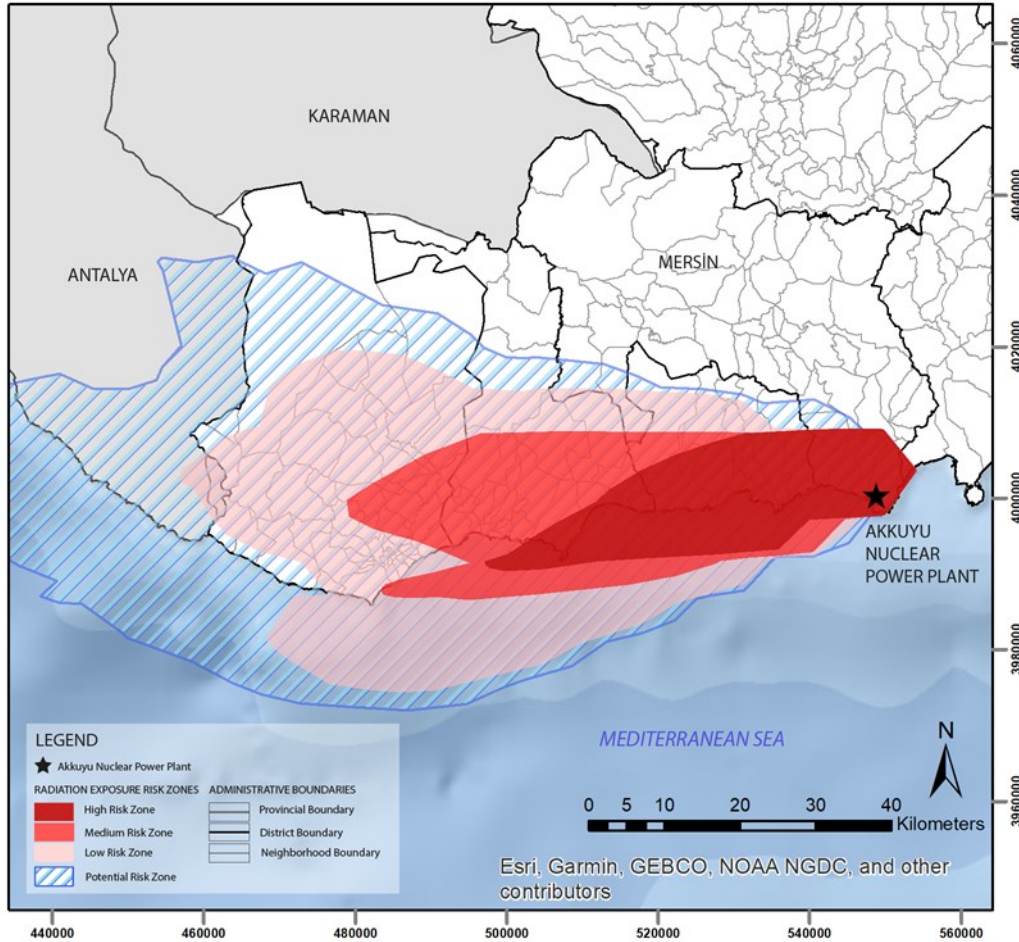 KARAMAN
ANTALYA
MERSİN
AKKUYU
NUCLEAR
POWER PLANT
MEDITERRANEAN SEA
N
0 5 10 20 30 40
Kilometers
Esri, Garmin, GEBCO, NOAA NGDC, and other
contributors
LEGEND
Akkuyu Nuclear Power Plant
RADIATION EXPOSURE RISK ZONES
High Risk Zone
Medium Risk Zone
Low Risk Zone
Potential Risk Zone
ADMINISTRATIVE BOUNDARIES
Provincial Boundary
District Boundary
Neighborhood Boundary
4060000
4040000
4020000
4000000
3980000
3960000
440000 460000 480000 500000 520000 540000 560000